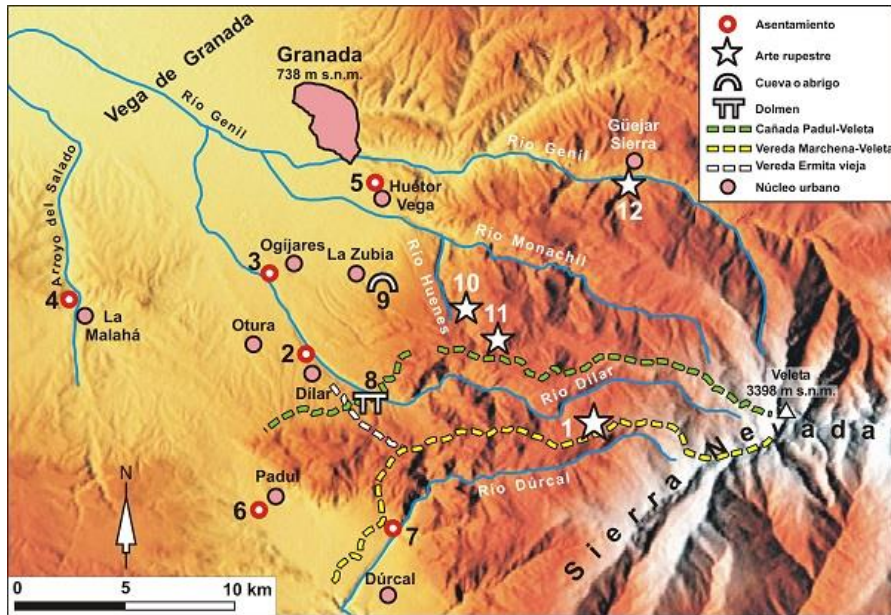 Vega de Granada
Granada
738 m s.n.m.
Río Genil
Río Genil
Güejar
Sierra
12
5
Huétor
Vega
Arroyo del Salado
Río Monachil
Ogíjares
La Zubia
3
Río Huenes
10
4
9
11
La
Malahá
Otura
2
8
Dílar
Río Dílar
Veleta
3398 m s.n.m.
1
Sierra Nevada
Padul
Río Dúrcal
6
7
N
Dúrcal
0 5 10 km
Asentamiento
Arte rupestre
Cueva o abrigo
Dolmen
Cañada Padul-Veleta
Vereda Marchena-Veleta
Vereda Ermita vieja
Núcleo urbano